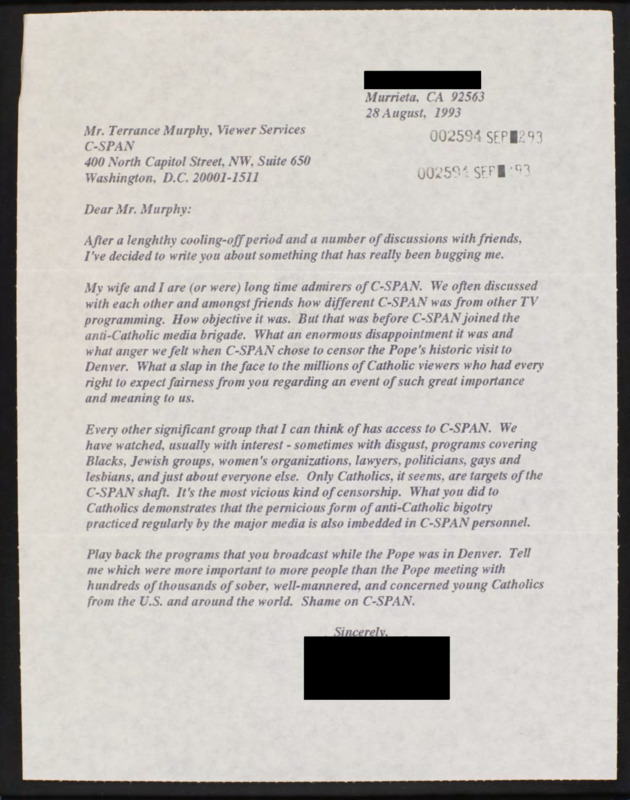 Murrieta, CA 92563
28 August, 1993
002594 SEP 293
002594 SEP '93
Mr. Terrance Murphy, Viewer Services
C-SPAN
400 North Capitol Street, NW, Suite 650
Washington, D.C. 20001-1511
Dear Mr. Murphy:
After a lenghthy cooling-off period and a number of discussions with friends,
I've decided to write you about something that has really been bugging me.
My wife and I are (or were) long time admirers of C-SPAN. We often discussed
with each other and amongst friends how different C-SPAN was from other TV
programming. How objective it was. But that was before C-SPAN joined the
anti-Catholic media brigade. What an enormous disappointment it was and
what anger we felt when C-SPAN chose to censor the Pope's historic visit to
Denver. What a slap in the face to the millions of Catholic viewers who had every
right to expect fairness from you regarding an event of such great importance
and meaning to us.
Every other significant group that I can think of has access to C-SPAN. We
have watched, usually with interest - sometimes with disgust, programs covering
Blacks, Jewish groups, women's organizations, lawyers, politicians, gays and
lesbians, and just about everyone else. Only Catholics, it seems, are targets of the
C-SPAN shaft. It's the most vicious kind of censorship. What you did to
Catholics demonstrates that the pernicious form of anti-Catholic bigotry
practiced regularly by the major media is also imbedded in C-SPAN personnel.
Play back the programs that you broadcast while the Pope was in Denver. Tell
me which were more important to more people than the Pope meeting with
hundreds of thousands of sober, well-mannered, and concerned young Catholics
from the U.S. and around the world. Shame on C-SPAN.
Sincerely,